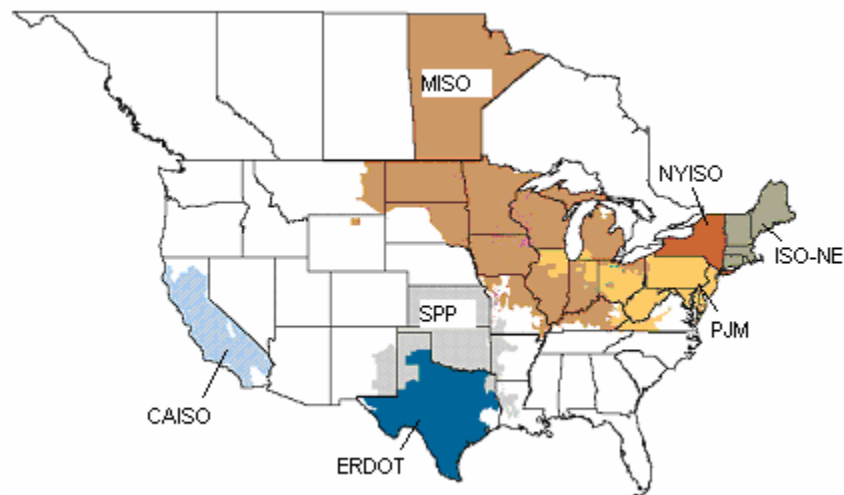 MISO
NYISO
ISO-NE
SPP
PJM
CAISO
ERDOT